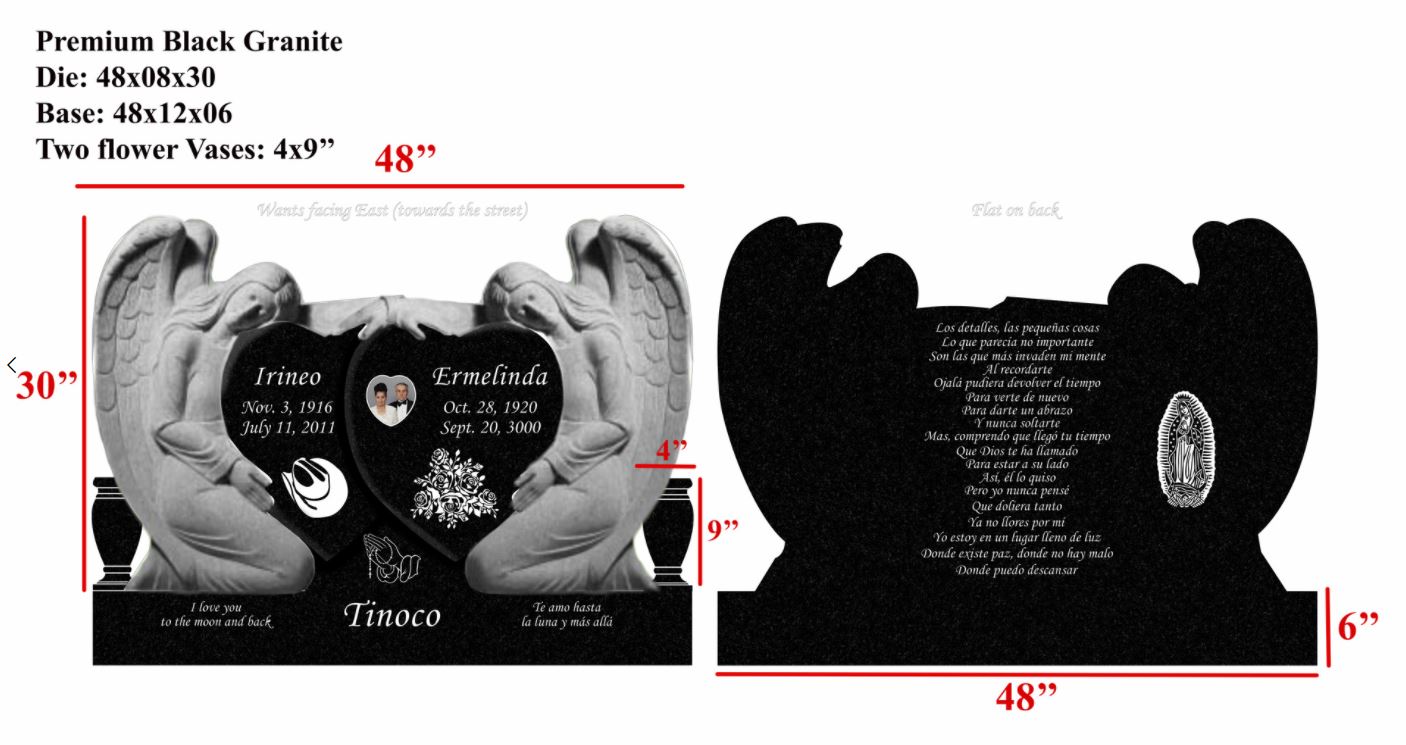 Premium Black Granite
Die: 48x08x30
Base: 48x12x06
Two flower Vases: 4x9”
48”
Wants facing East (towards the street)
30”
Irineo
Nov. 3, 1916
July 11, 2011
Ermelinda
Oct. 28, 1920
Sept. 20, 3000
4”
9”
I love you
to the moon and back
Tinoco
Te amo hasta
la luna y más allá
Flat on back
Los detalles, las pequeñas cosas
Lo que parecía no importante
Son las que más invaden mi mente
Al recordarte
Ojalá pudiera devolver el tiempo
Para verte de nuevo
Para darte un abrazo
Y nunca soltarte
Mas, comprendo que llegó tu tiempo
Que Dios te ha llamado
Para estar a su lado
Así, él lo quiso
Pero yo nunca pensé
Que doliera tanto
Ya no llores por mí
Yo estoy en un lugar lleno de luz
Donde existe paz, donde no hay malo
Donde puedo descansar
6”
48”